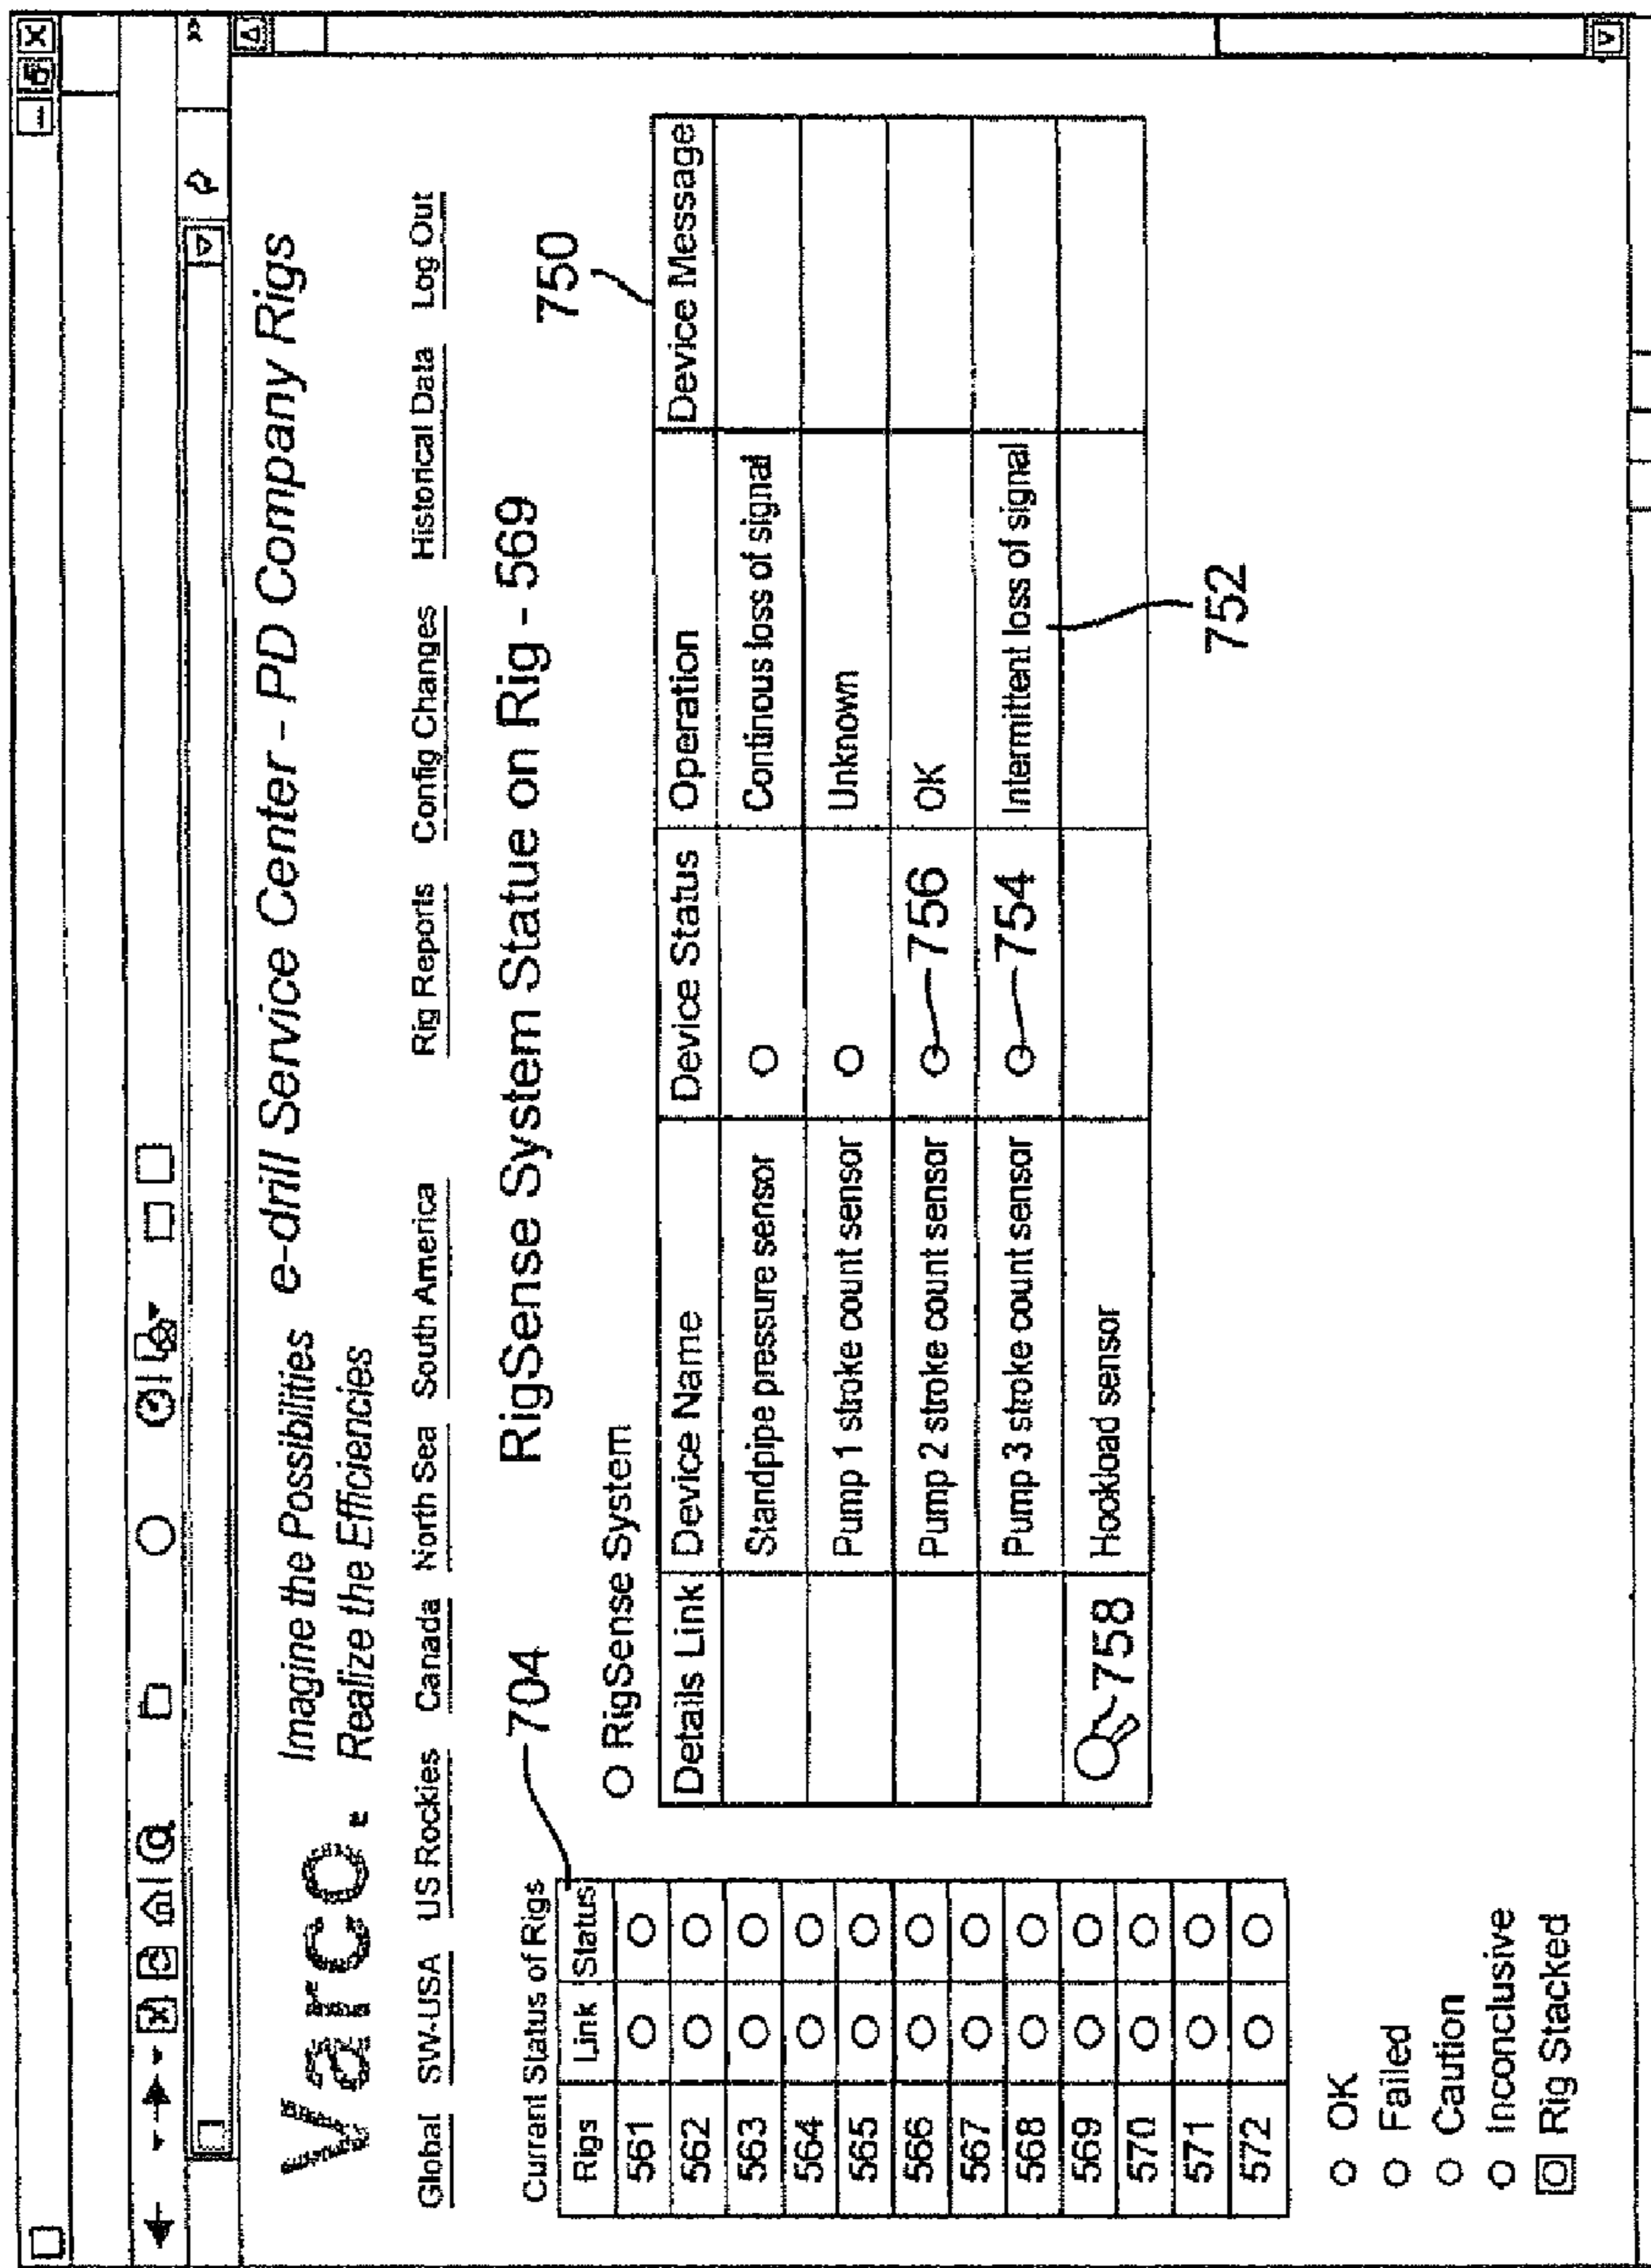 Varco Imagine the Possibilities e-drill Service Center - PD Company Rigs
Realize the Efficiencies
Global SW-USA US Rockies Canada North Sea South America Rig Reports Config Changes Historical Data Log Out
Current Status of Rigs 704 RigSense System Statue on Rig - 569 750
Rigs Link Status
561
562
563
564
565
566
567
568
569
570
571
572
RigSense System
Details Link Device Name Device Status Operation Device Message
Standpipe pressure sensor Continous loss of signal
Pump 1 stroke count sensor Unknown
Pump 2 stroke count sensor 756 OK
Pump 3 stroke count sensor 754 Intermittent loss of signal
758 Hookload sensor
752
OK
Failed
Caution
Inconclusive
Rig Stacked